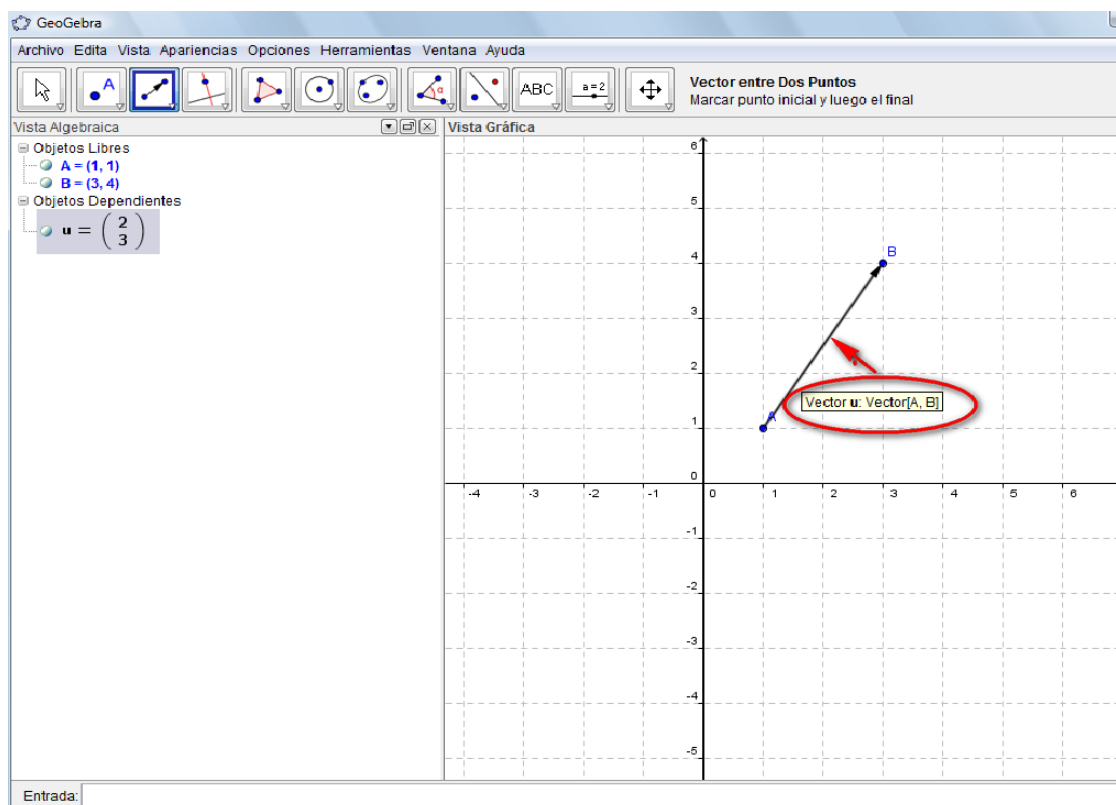 GeoGebra
Archivo Edita Vista Apariencias Opciones Herramientas Ventana Ayuda
A
α
ABC
a=2
Vector entre Dos Puntos
Marcar punto inicial y luego el final
Vista Algebraica
Vista Gráfica
Objetos Libres
A = (1, 1)
B = (3, 4)
Objetos Dependientes
u = ( 2
3 )
6
5
B
4
3
2
Vector u: Vector[A, B]
A
1
0
-4 -3 -2 -1 0 1 2 3 4 5 6
-1
-2
-3
-4
-5
Entrada: